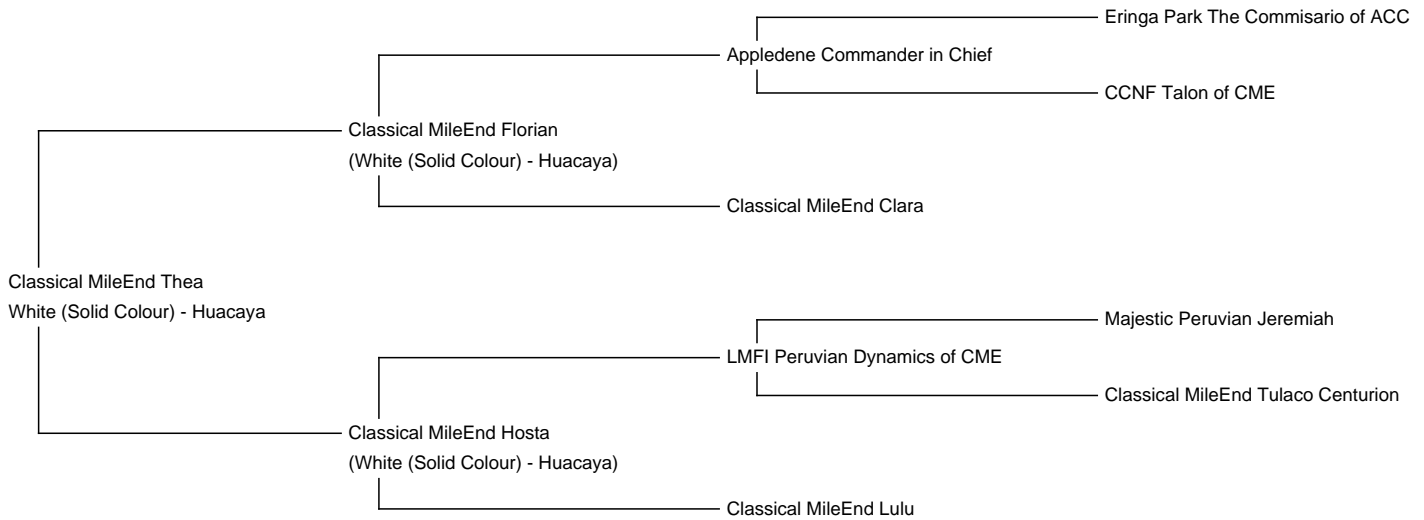 Eringa Park The Commisario of ACC
Appledene Commander in Chief
CCNF Talon of CME
Classical MileEnd Florian
(White (Solid Colour) - Huacaya)
Classical MileEnd Clara
Classical MileEnd Thea
White (Solid Colour) - Huacaya
Majestic Peruvian Jeremiah
LMFI Peruvian Dynamics of CME
Classical MileEnd Tulaco Centurion
Classical MileEnd Hosta
(White (Solid Colour) - Huacaya)
Classical MileEnd Lulu